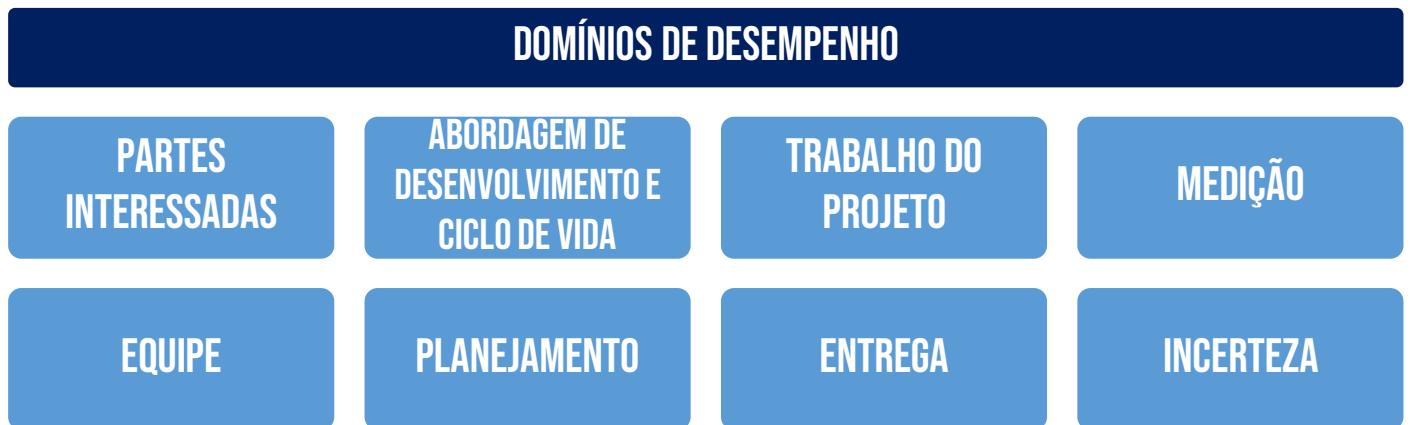 DOMÍNIOS DE DESEMPENHO
PARTES
INTERESSADAS
ABORDAGEM DE
DESENVOLVIMENTO E
CICLO DE VIDA
TRABALHO DO
PROJETO
MEDIÇÃO
EQUIPE
PLANEJAMENTO
ENTREGA
INCERTEZA